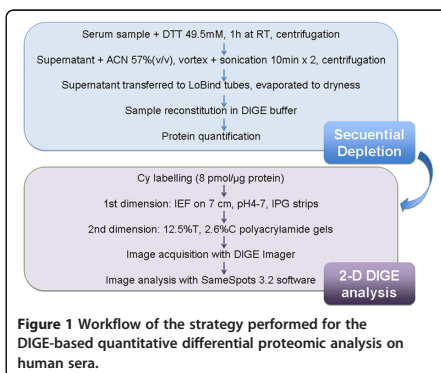 Serum sample + DTT 49.5mM, 1h at RT, centrifugation
Supernatant + ACN 57%(v/v), vortex + sonication 10min x 2, centrifugation
Supernatant transferred to LoBind tubes, evaporated to dryness
Sample reconstitution in DIGE buffer
Protein quantification
Secuential
Depletion
Cy labelling (8 pmol/µg protein)
1st dimension: IEF on 7 cm, pH4-7, IPG strips
2nd dimension: 12.5%T, 2.6%C polyacrylamide gels
Image acquisition with DIGE Imager
Image analysis with SameSpots 3.2 software
2-D DIGE
analysis
Figure 1 Workflow of the strategy performed for the
DIGE-based quantitative differential proteomic analysis on
human sera.